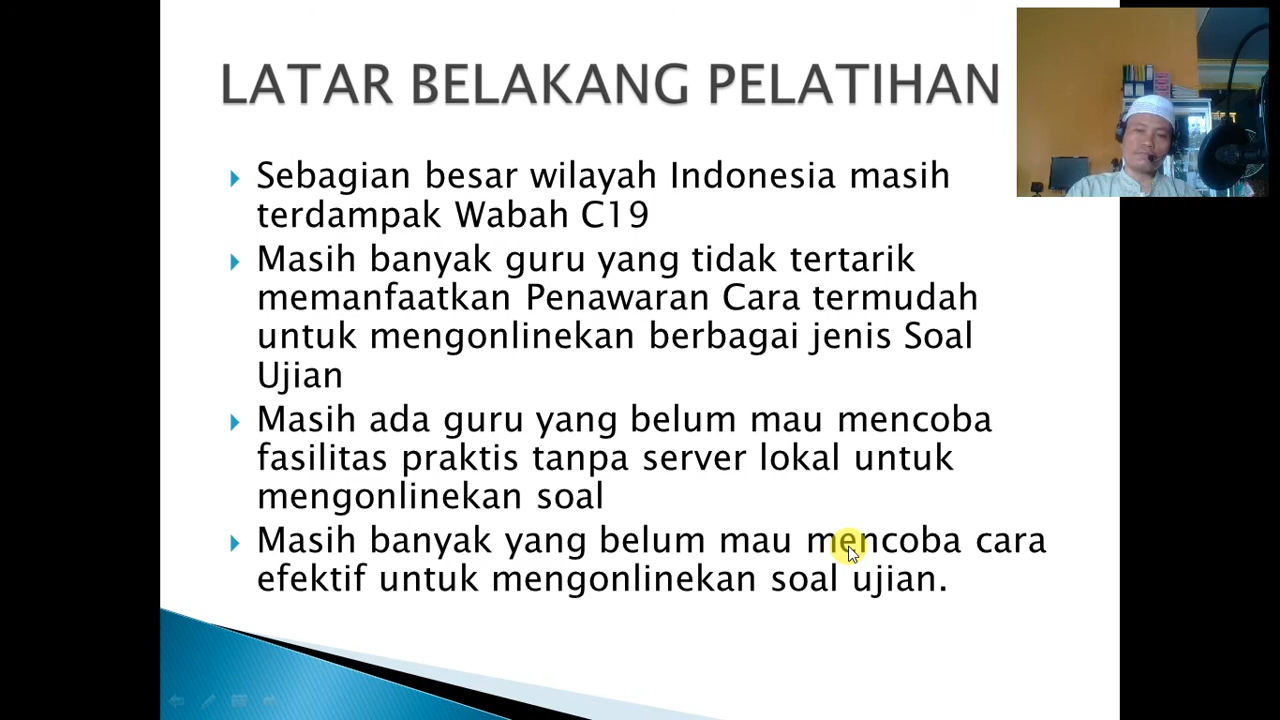 LATAR BELAKANG PELATIHAN
Sebagian besar wilayah Indonesia masih
terdampak Wabah C19
Masih banyak guru yang tidak tertarik
memanfaatkan Penawaran Cara termudah
untuk mengonlinekan berbagai jenis Soal
Ujian
Masih ada guru yang belum mau mencoba
fasilitas praktis tanpa server lokal untuk
mengonlinekan soal
Masih banyak yang belum mau mencoba cara
efektif untuk mengonlinekan soal ujian.